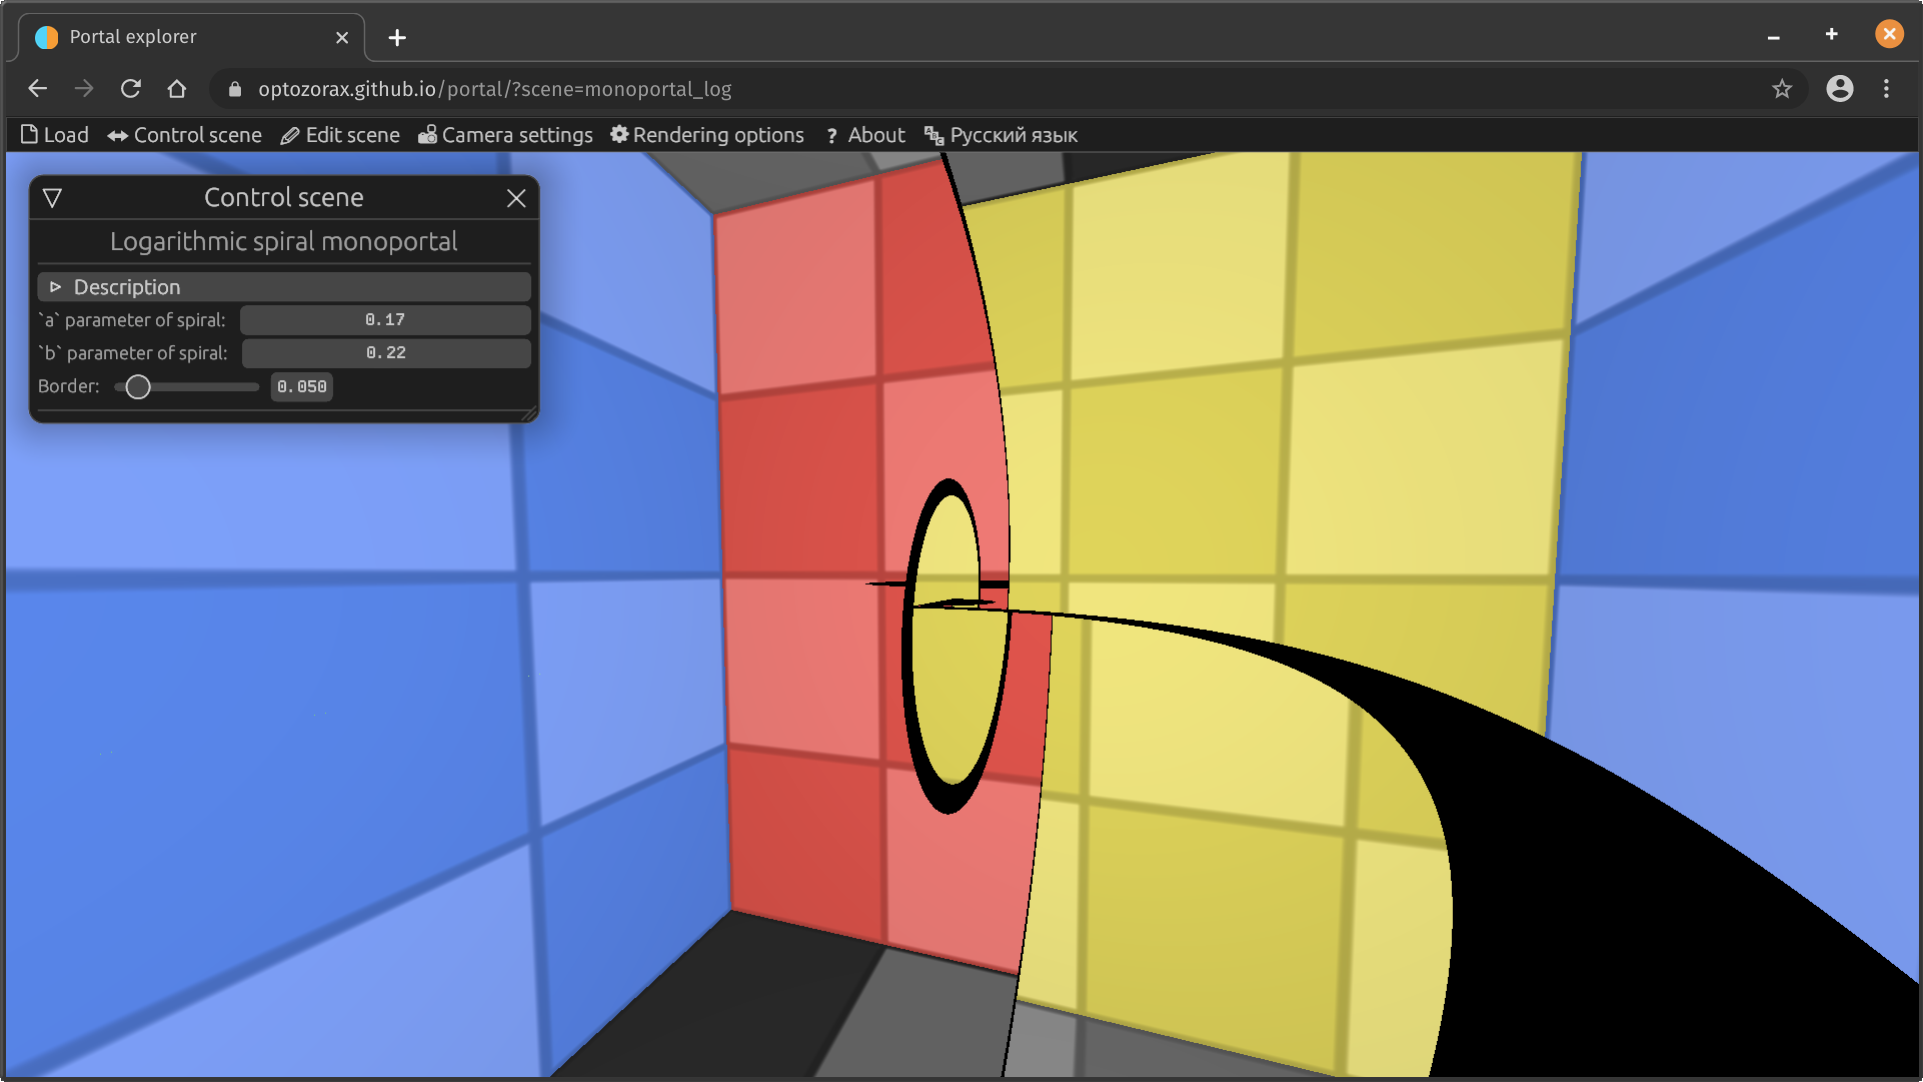 Portal explorer
optozorax.github.io/portal/?scene=monoportal_log
Load Control scene Edit scene Camera settings Rendering options ? About Русский язык
Control scene
Logarithmic spiral monoportal
Description
`a` parameter of spiral: 0.17
`b` parameter of spiral: 0.22
Border: 0.050